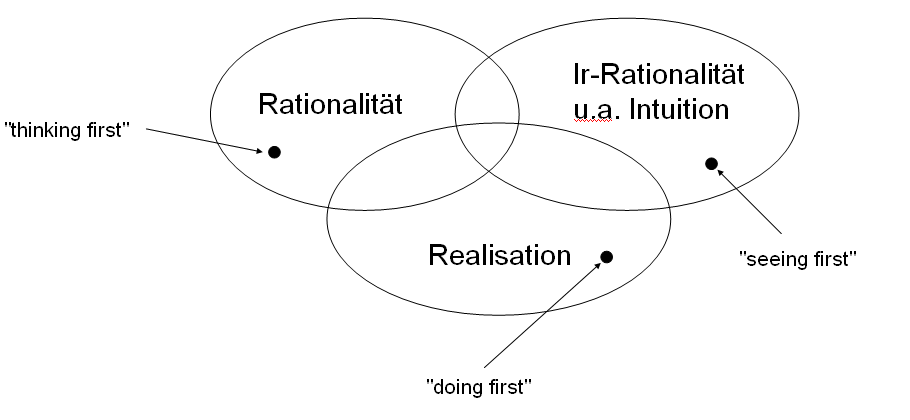 Rationalität
Ir-Rationalität
u.a. Intuition
"thinking first"
Realisation
"seeing first"
"doing first"